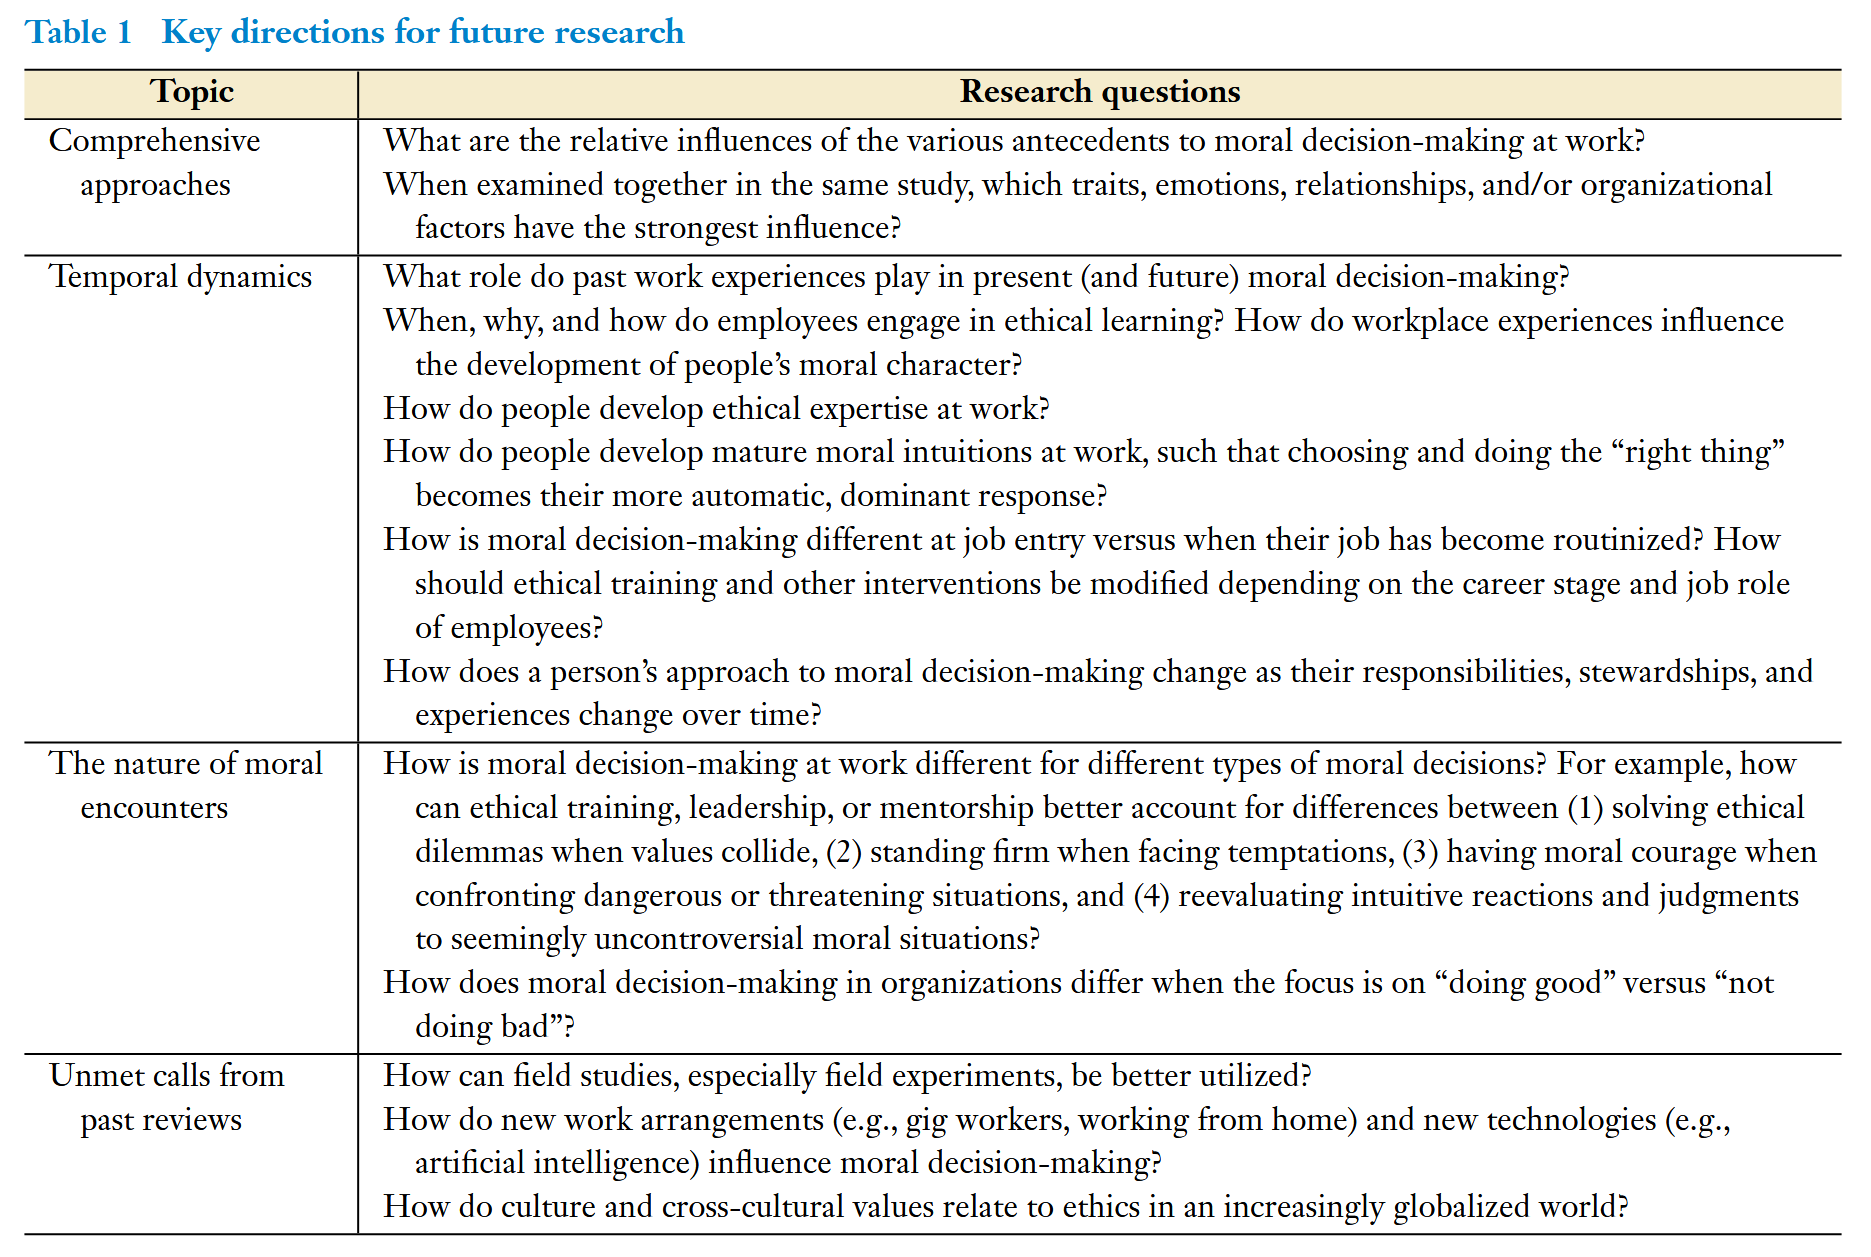 Table 1 Key directions for future research
Topic
Research questions
Comprehensive
approaches
What are the relative influences of the various antecedents to moral decision-making at work?
When examined together in the same study, which traits, emotions, relationships, and/or organizational
factors have the strongest influence?
Temporal dynamics
What role do past work experiences play in present (and future) moral decision-making?
When, why, and how do employees engage in ethical learning? How do workplace experiences influence
the development of people’s moral character?
How do people develop ethical expertise at work?
How do people develop mature moral intuitions at work, such that choosing and doing the “right thing”
becomes their more automatic, dominant response?
How is moral decision-making different at job entry versus when their job has become routinized? How
should ethical training and other interventions be modified depending on the career stage and job role
of employees?
How does a person’s approach to moral decision-making change as their responsibilities, stewardships, and
experiences change over time?
The nature of moral
encounters
How is moral decision-making at work different for different types of moral decisions? For example, how
can ethical training, leadership, or mentorship better account for differences between (1) solving ethical
dilemmas when values collide, (2) standing firm when facing temptations, (3) having moral courage when
confronting dangerous or threatening situations, and (4) reevaluating intuitive reactions and judgments
to seemingly uncontroversial moral situations?
How does moral decision-making in organizations differ when the focus is on “doing good” versus “not
doing bad”?
Unmet calls from
past reviews
How can field studies, especially field experiments, be better utilized?
How do new work arrangements (e.g., gig workers, working from home) and new technologies (e.g.,
artificial intelligence) influence moral decision-making?
How do culture and cross-cultural values relate to ethics in an increasingly globalized world?